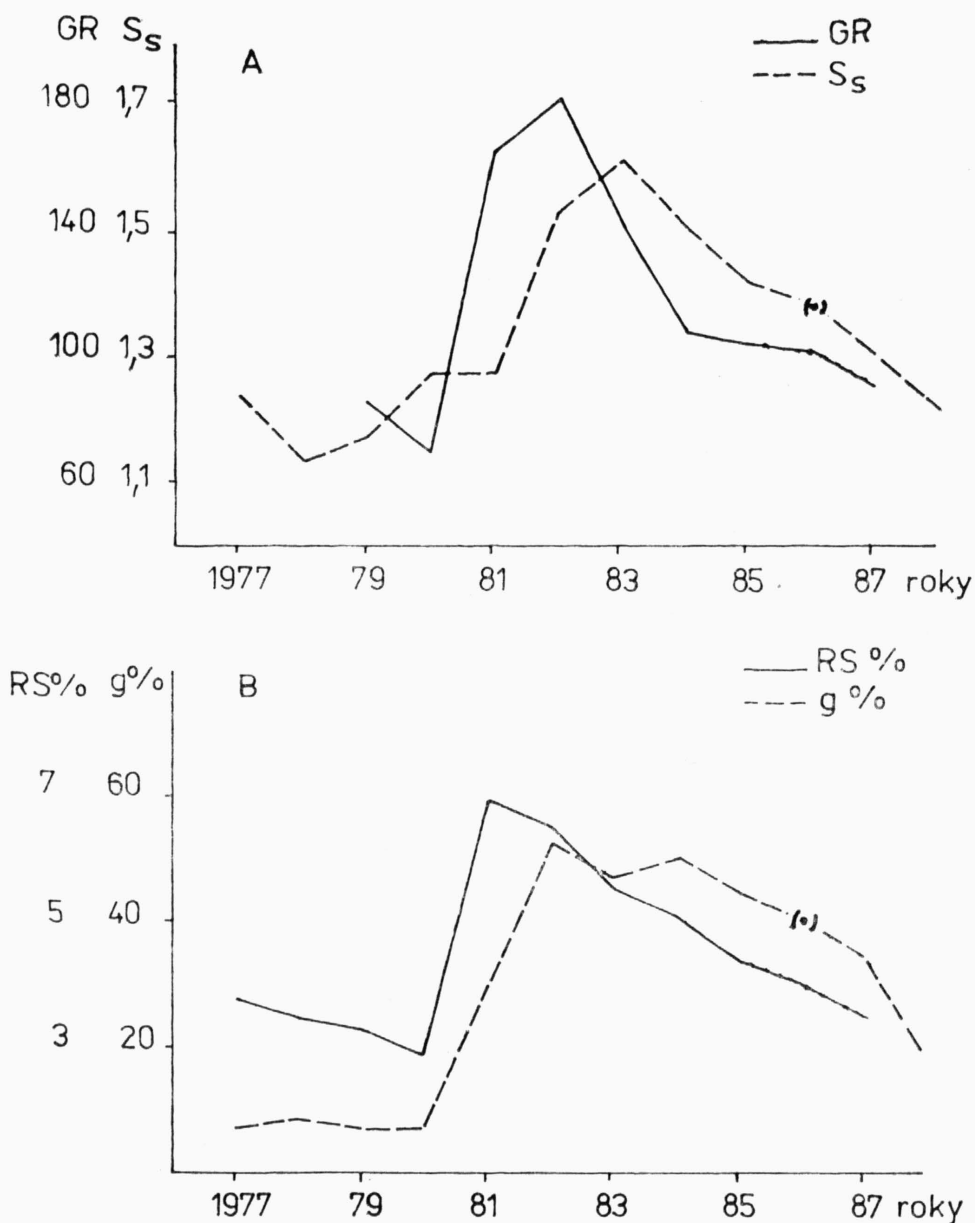 GR Ss
A
GR
Ss
180 1,7
140 1,5
100 1,3
60 1,1
(•)
1977 79 81 83 85 87 roky
RS% g%
B
RS %
g %
7 60
5 40
3 20
(•)
1977 79 81 83 85 87 roky